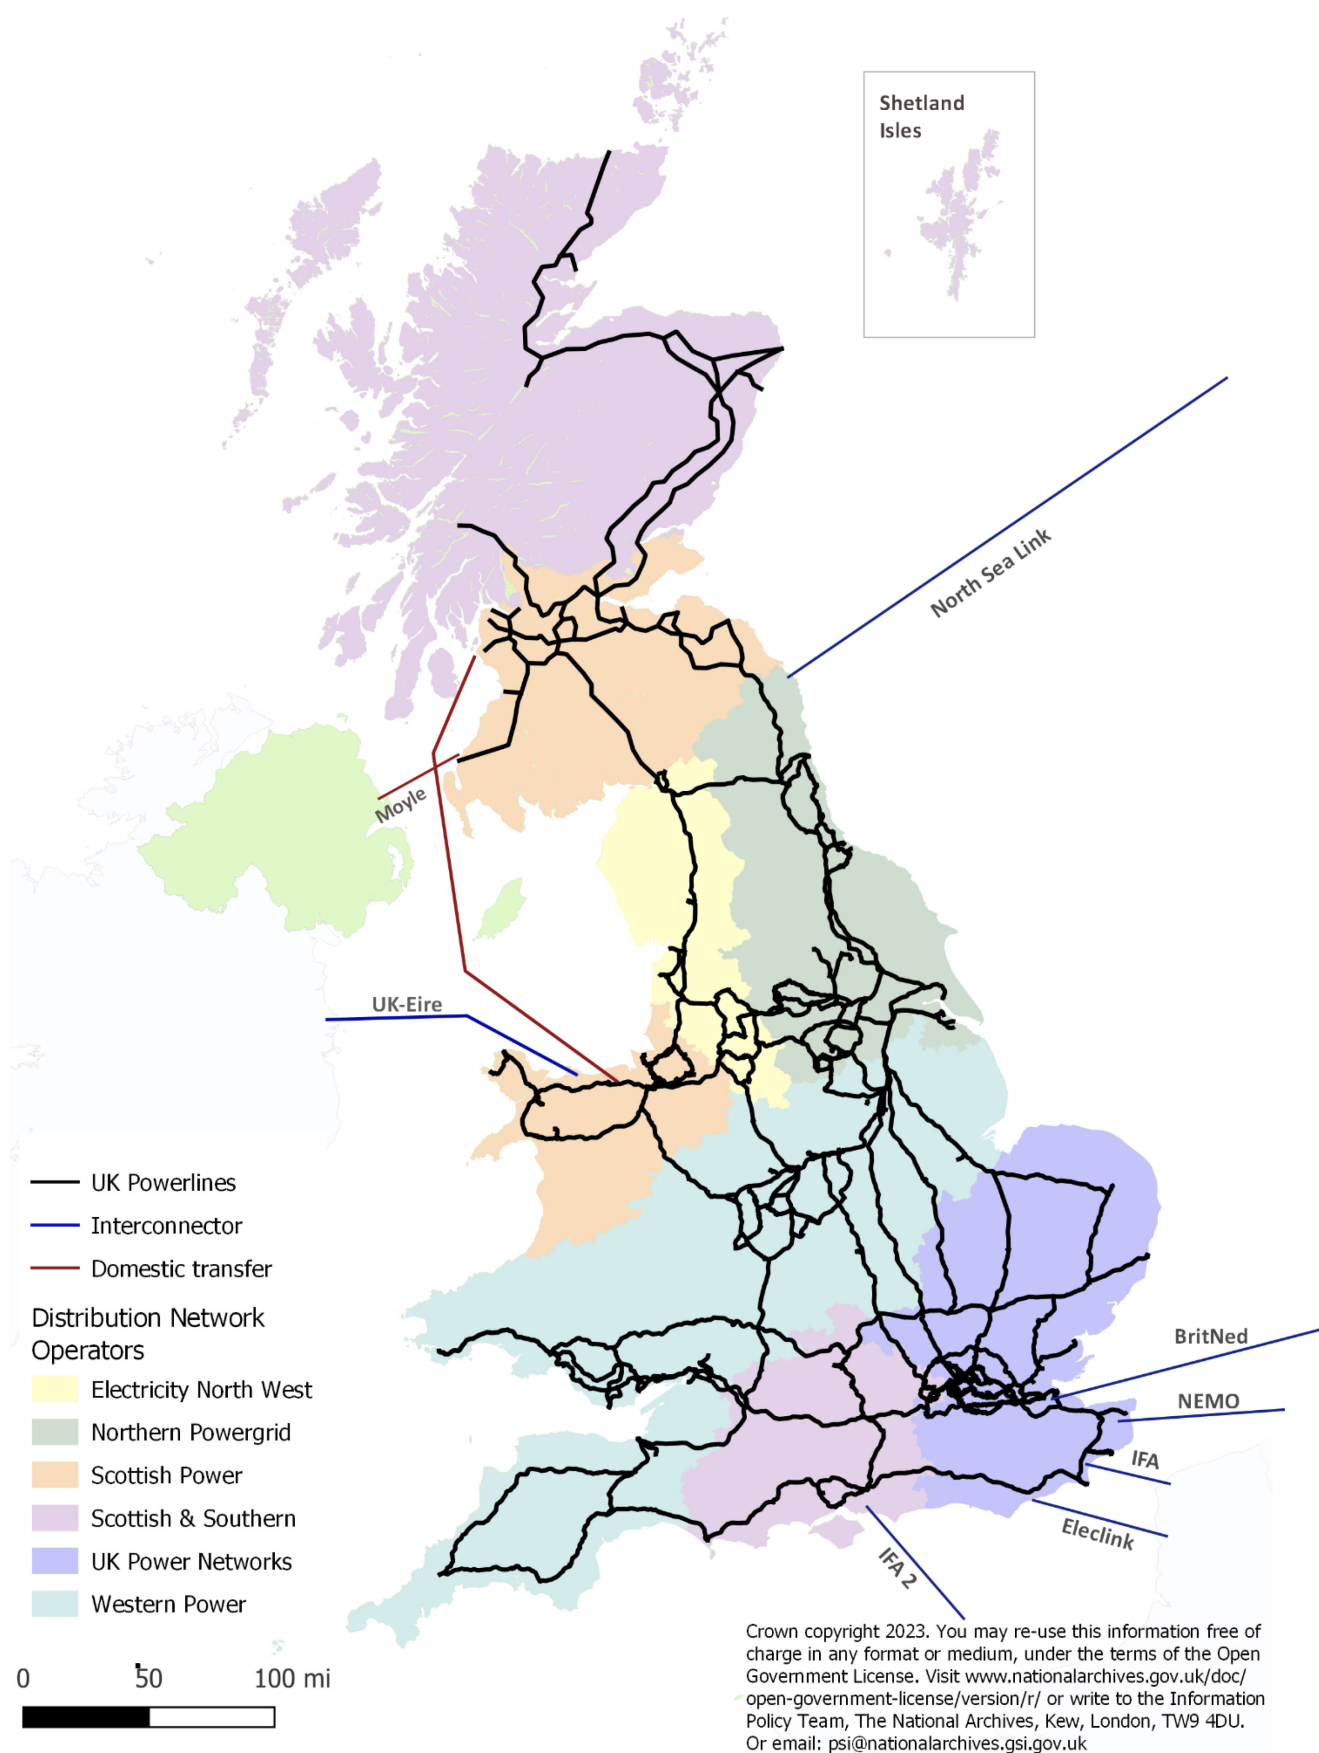 Shetland
Isles
North Sea Link
Moyle
UK-Eire
UK Powerlines
Interconnector
Domestic transfer
Distribution Network
Operators
Electricity North West
Northern Powergrid
Scottish Power
Scottish & Southern
UK Power Networks
Western Power
BritNed
NEMO
IFA
Eleclink
IFA 2
0 50 100 mi
Crown copyright 2023. You may re-use this information free of
charge in any format or medium, under the terms of the Open
Government License. Visit www.nationalarchives.gov.uk/doc/
open-government-license/version/r/ or write to the Information
Policy Team, The National Archives, Kew, London, TW9 4DU.
Or email: psi@nationalarchives.gsi.gov.uk